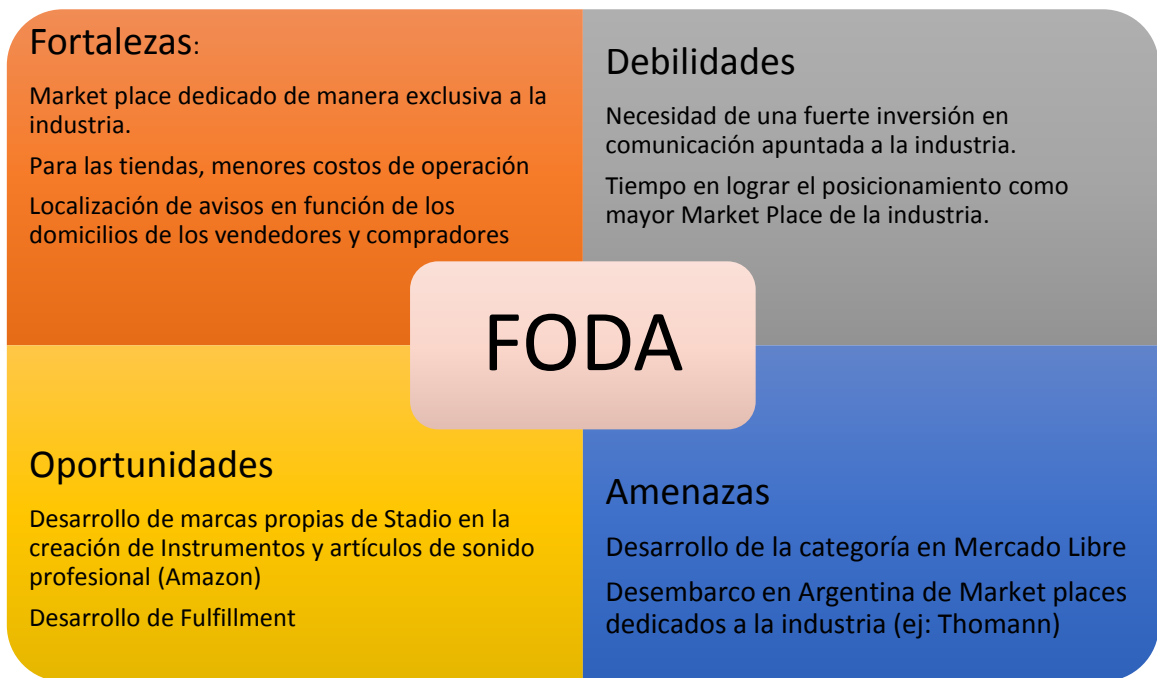 Fortalezas:
Market place dedicado de manera exclusiva a la
industria.
Para las tiendas, menores costos de operación
Localización de avisos en función de los
domicilios de los vendedores y compradores
Debilidades
Necesidad de una fuerte inversión en
comunicación apuntada a la industria.
Tiempo en lograr el posicionamiento como
mayor Market Place de la industria.
FODA
Oportunidades
Desarrollo de marcas propias de Stadio en la
creación de Instrumentos y artículos de sonido
profesional (Amazon)
Desarrollo de Fulfillment
Amenazas
Desarrollo de la categoría en Mercado Libre
Desembarco en Argentina de Market places
dedicados a la industria (ej: Thomann)